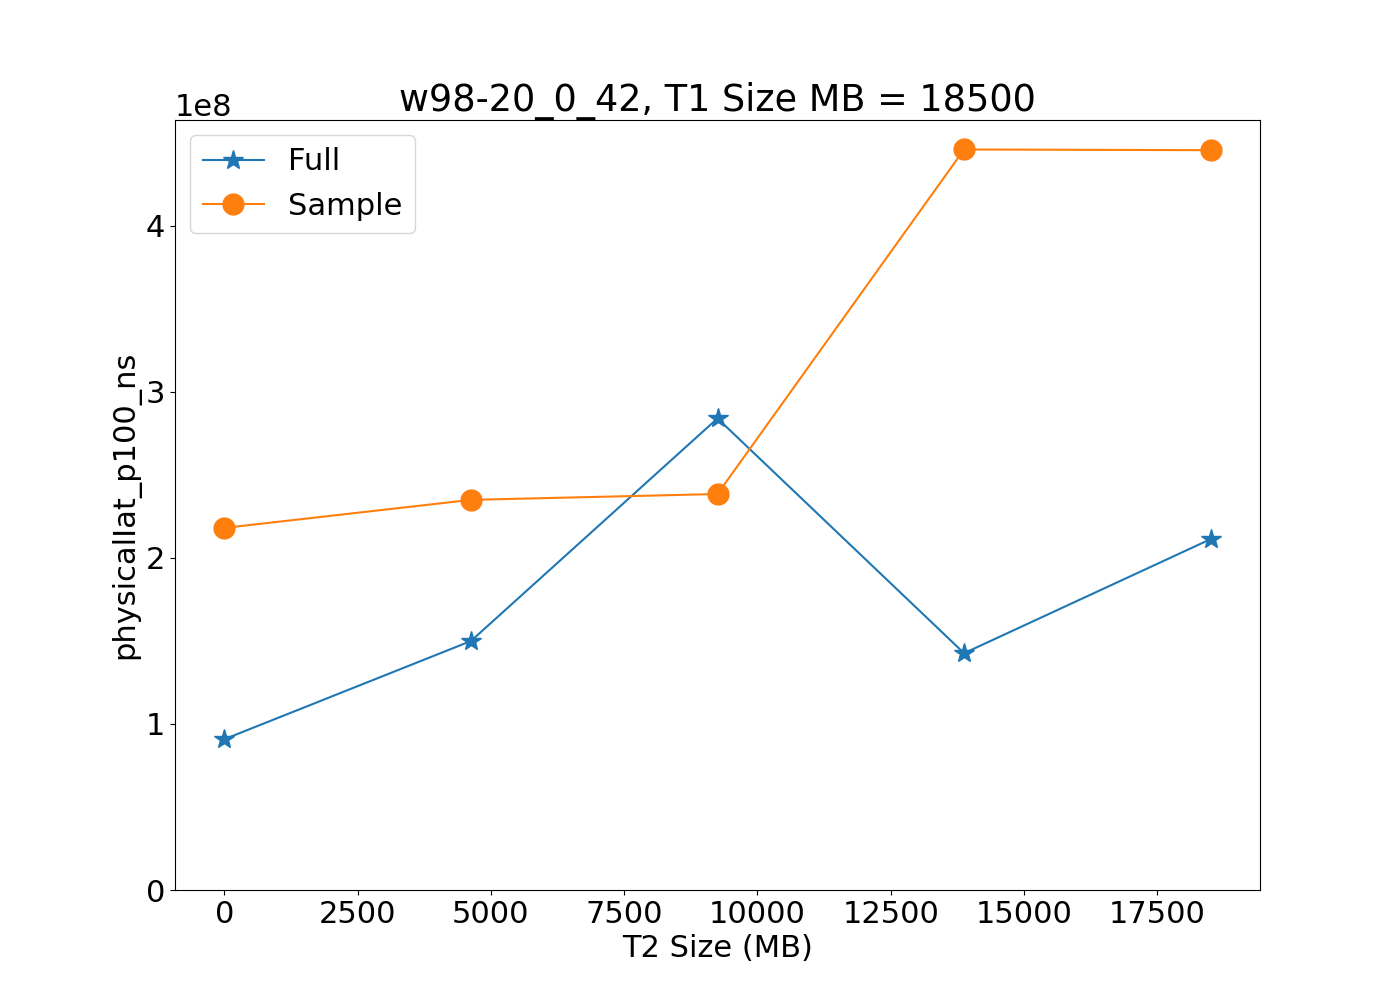 w98-20_0_42, T1 Size MB = 18500
1e8
Full
Sample
4
3
2
1
0
physicallat_p100_ns
0 2500 5000 7500 10000 12500 15000 17500
T2 Size (MB)